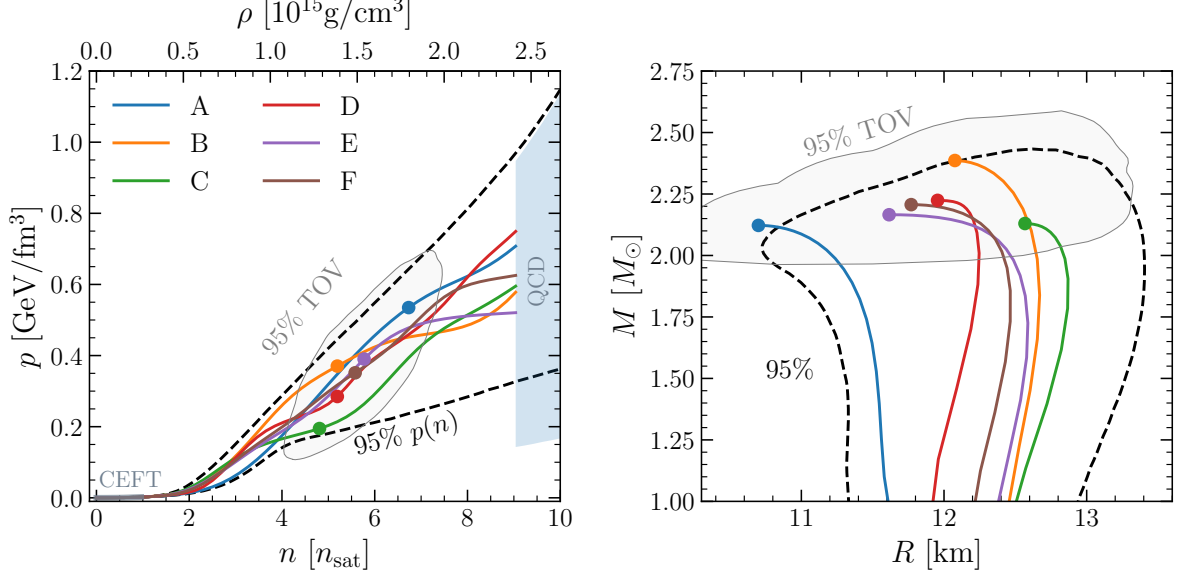 ρ [10¹⁵g/cm³]
0.0 0.5 1.0 1.5 2.0 2.5
1.2
1.0
0.8
0.6
0.4
0.2
0.0
p [GeV/fm³]
A
B
C
D
E
F
95% TOV
QCD
95% p(n)
CEFT
0 2 4 6 8 10
n [n_sat]
2.75
2.50
2.25
2.00
1.75
1.50
1.25
1.00
M [M⊙]
95% TOV
95%
11 12 13
R [km]